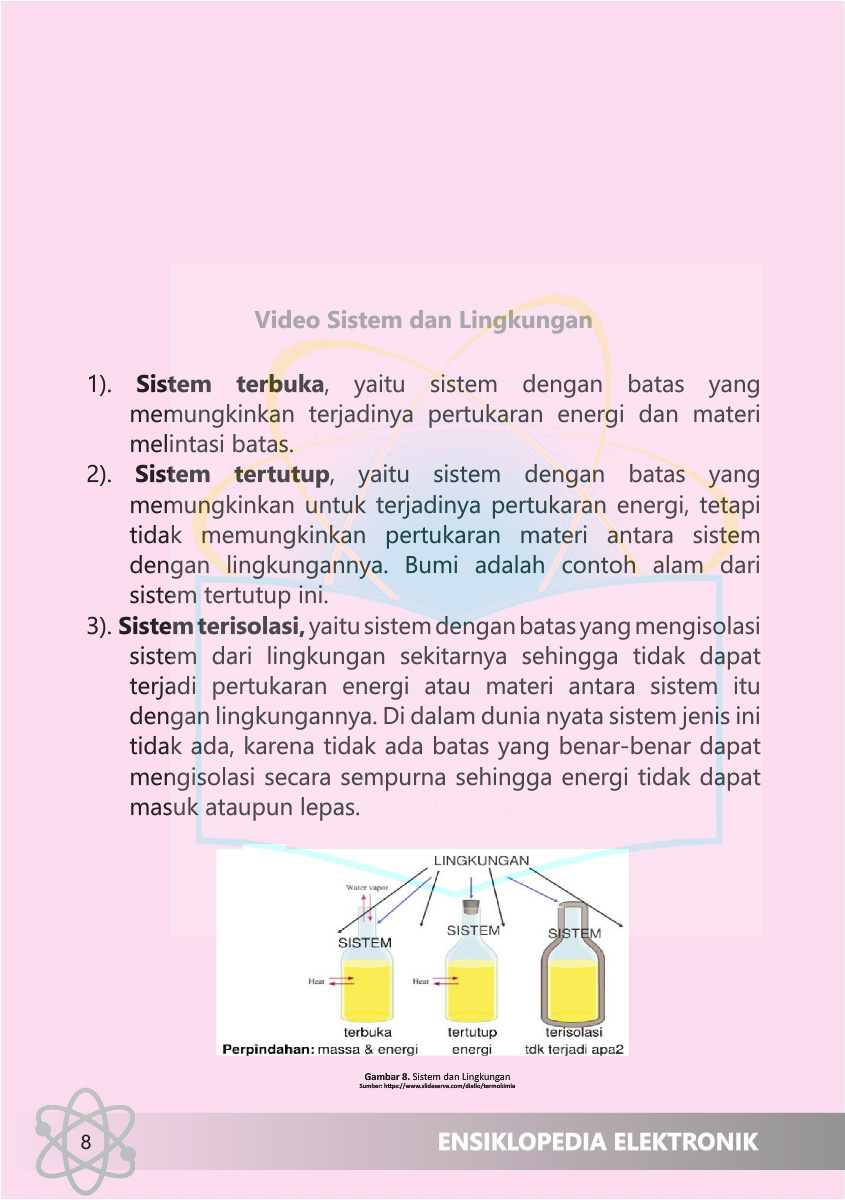 Video Sistem dan Lingkungan
1). Sistem terbuka, yaitu sistem dengan batas yang
memungkinkan terjadinya pertukaran energi dan materi
melintasi batas.
2). Sistem tertutup, yaitu sistem dengan batas yang
memungkinkan untuk terjadinya pertukaran energi, tetapi
tidak memungkinkan pertukaran materi antara sistem
dengan lingkungannya. Bumi adalah contoh alam dari
sistem tertutup ini.
3). Sistem terisolasi, yaitu sistem dengan batas yang mengisolasi
sistem dari lingkungan sekitarnya sehingga tidak dapat
terjadi pertukaran energi atau materi antara sistem itu
dengan lingkungannya. Di dalam dunia nyata sistem jenis ini
tidak ada, karena tidak ada batas yang benar-benar dapat
mengisolasi secara sempurna sehingga energi tidak dapat
masuk ataupun lepas.
LINGKUNGAN
Water vapor
SISTEM SISTEM SISTEM
Heat Heat
terbuka tertutup terisolasi
Perpindahan: massa & energi energi tdk terjadi apa2
Gambar 8. Sistem dan Lingkungan
Sumber: https://www.slideserve.com/diallo/termokimia
8 ENSIKLOPEDIA ELEKTRONIK